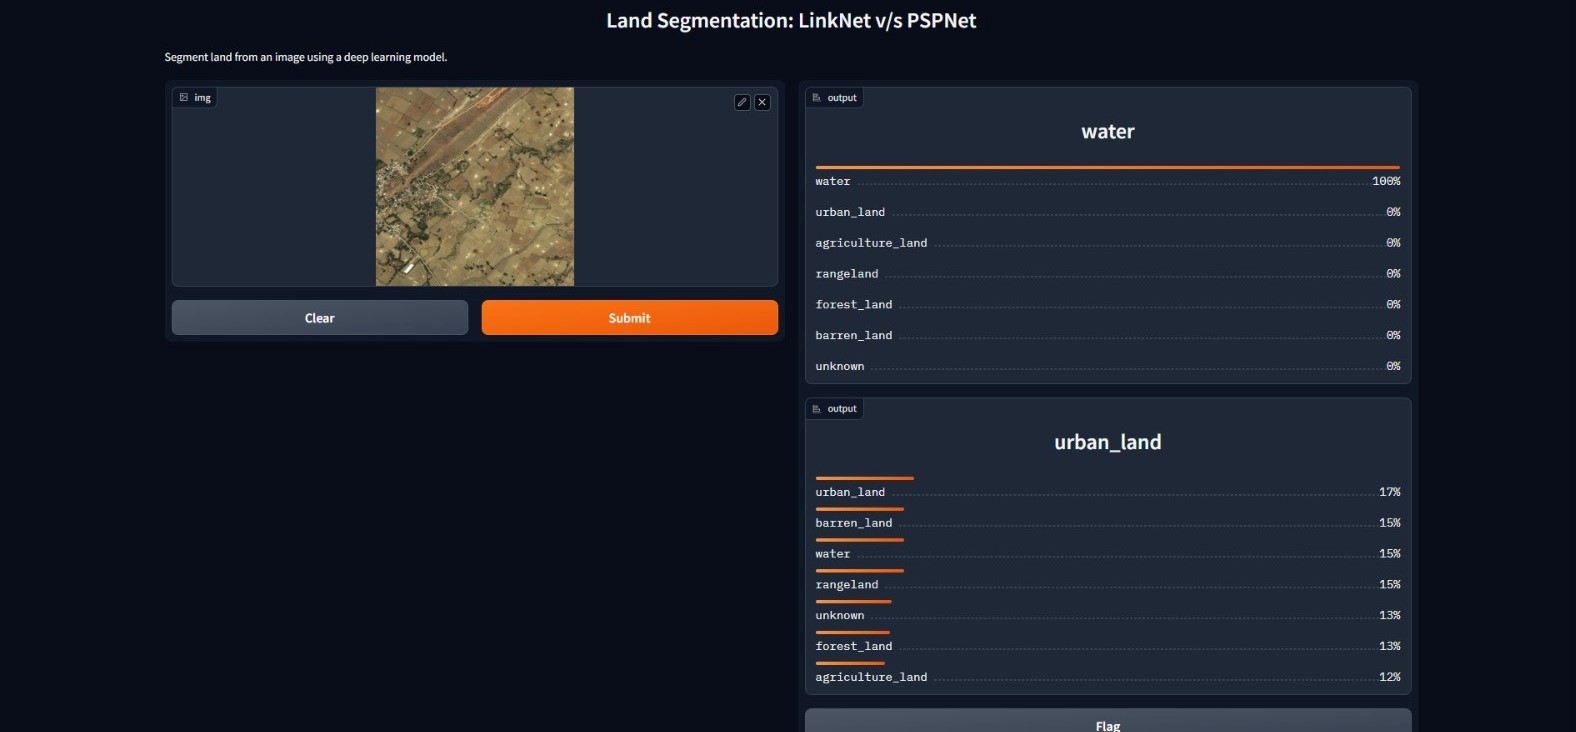 Land Segmentation: LinkNet v/s PSPNet
Segment land from an image using a deep learning model.
img
Clear
Submit
output
water
water 100%
urban_land 0%
agriculture_land 0%
rangeland 0%
forest_land 0%
barren_land 0%
unknown 0%
output
urban_land
urban_land 17%
barren_land 15%
water 15%
rangeland 15%
unknown 13%
forest_land 13%
agriculture_land 12%
Flag